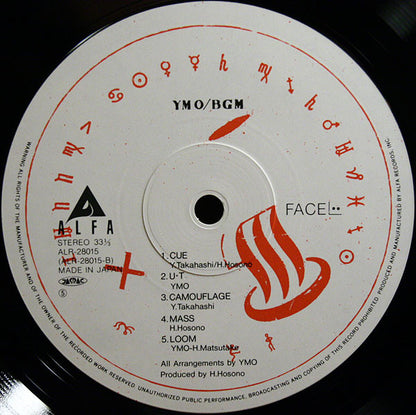 YMO/BGM
ALFA
STEREO 33⅓
ALR-28015
(ALR-28015-B)
MADE IN JAPAN
FACE
1. CUE
Y.Takahashi/H.Hosono
2. U·T
YMO
3. CAMOUFLAGE
Y.Takahashi
4. MASS
H.Hosono
5. LOOM
YMO-H.Matsutake
All Arrangements by YMO
Produced by H.Hosono
WARNING: ALL RIGHTS OF THE MANUFACTURER AND OF THE OWNER OF THE RECORDED WORK RESERVED. UNAUTHORISED PUBLIC PERFORMANCE, BROADCASTING AND COPYING OF THIS RECORD PROHIBITED. PRODUCED AND MANUFACTURED BY ALFA RECORDS, INC.